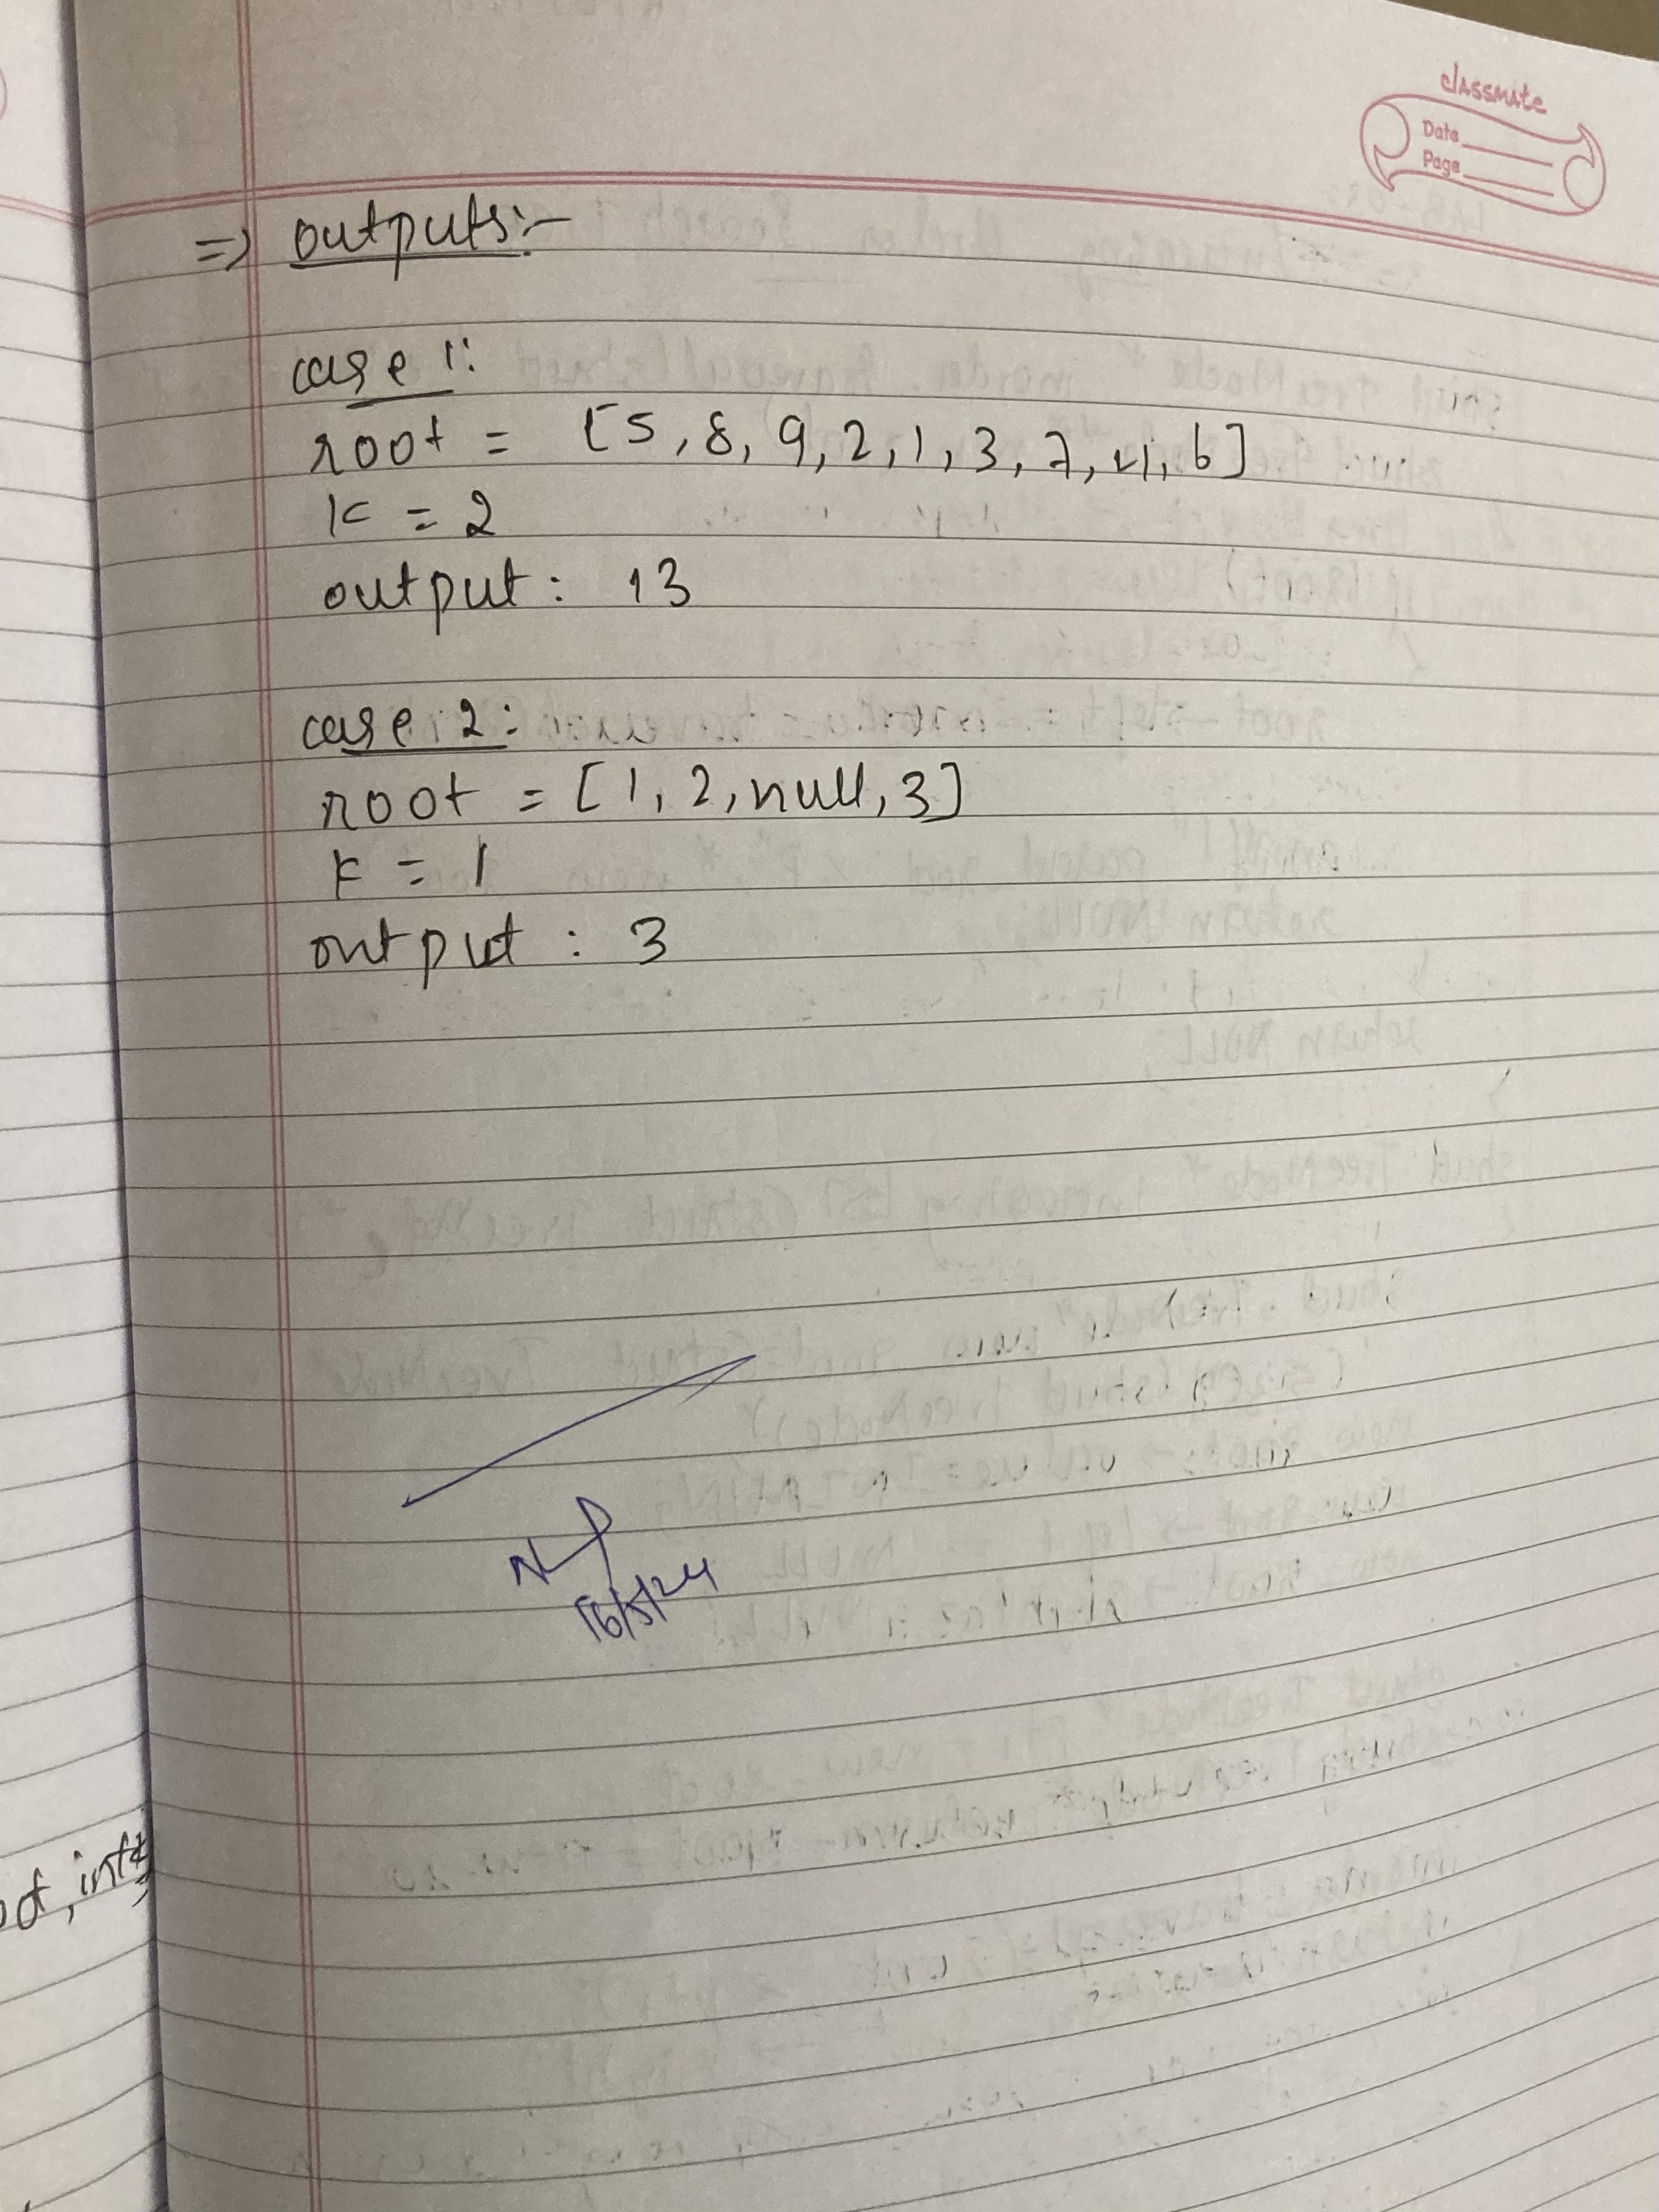 classmate
Date
Page
=> outputs:-
case 1:
root = [5, 8, 9, 2, 1, 3, 7, 4, 6]
K = 2
output : 13
case 2:
root = [1, 2, null, 3]
K = 1
output : 3
16/5/24